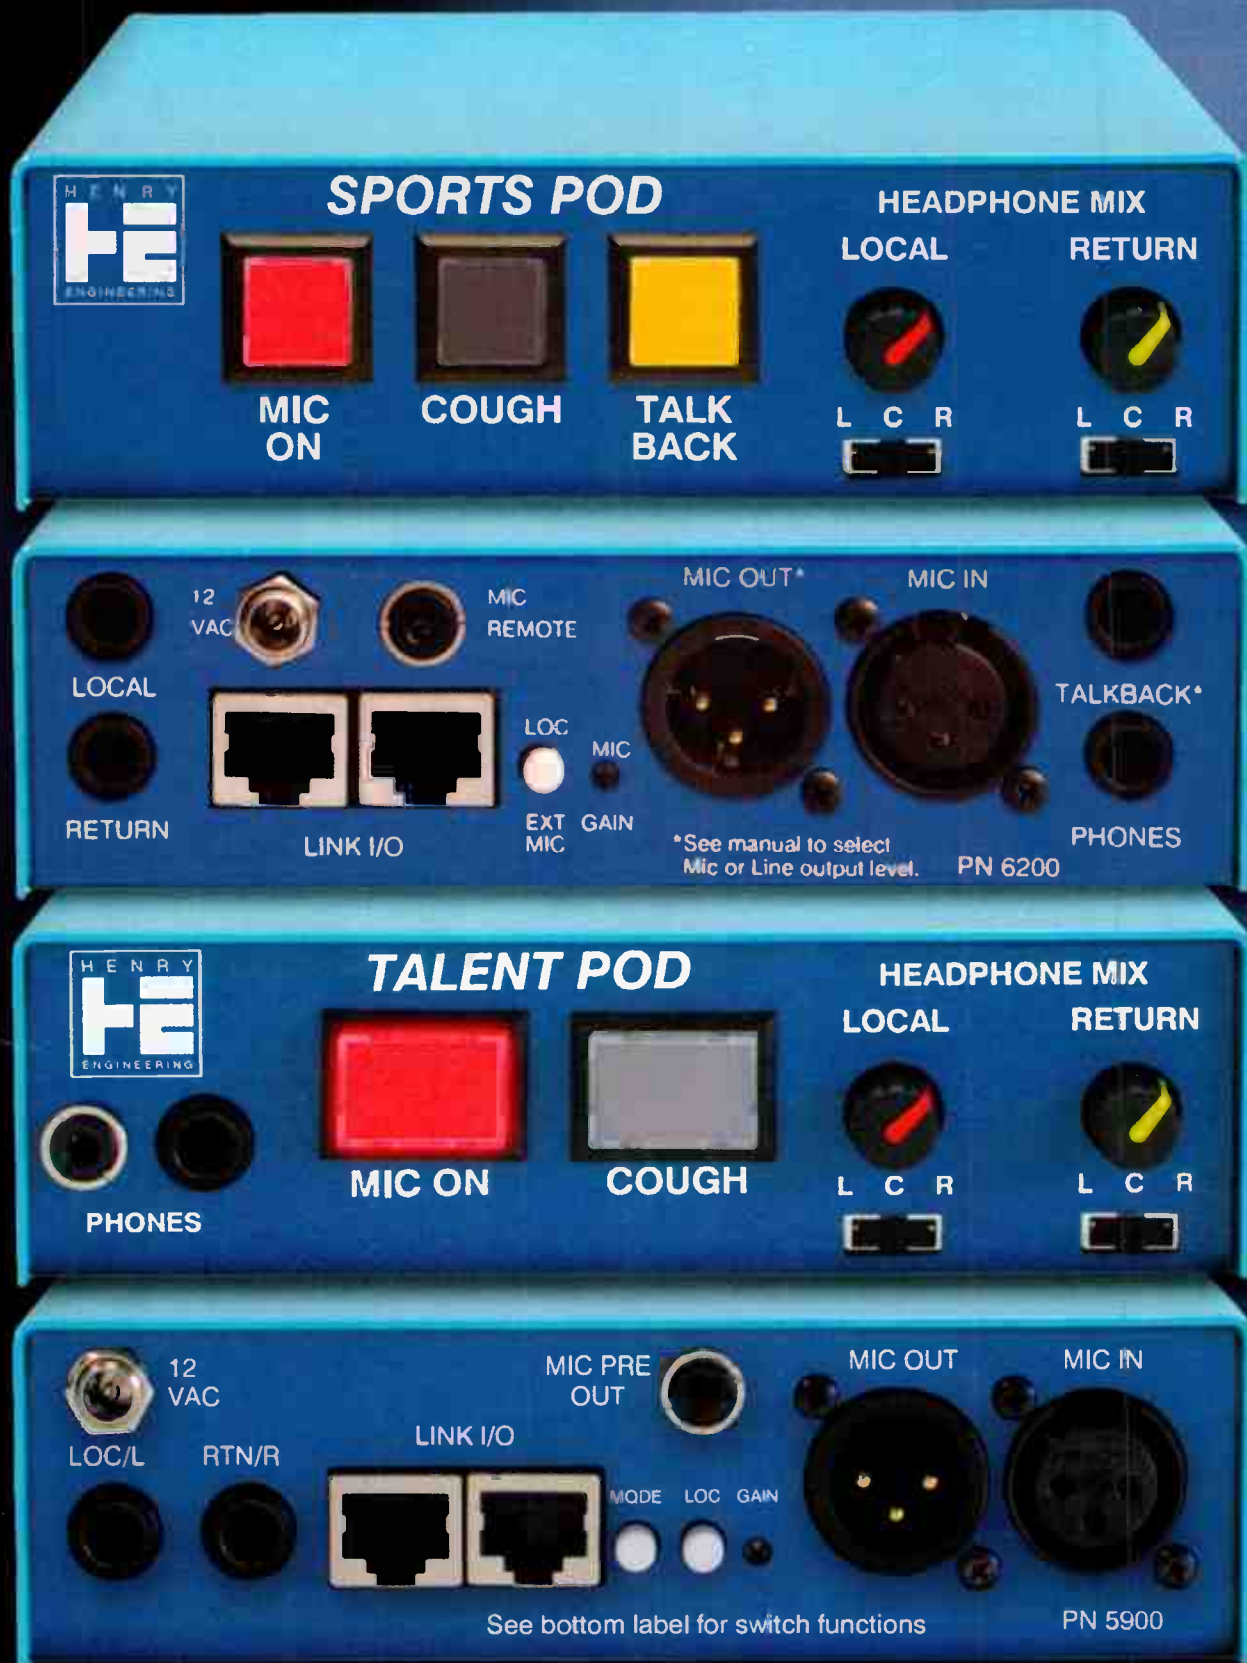 HENRY
HE
ENGINEERING
SPORTS POD
HEADPHONE MIX
LOCAL RETURN
MIC ON
COUGH
TALK BACK
L C R
L C R
12 VAC
MIC REMOTE
MIC OUT*
MIC IN
LOCAL
TALKBACK*
LOC
MIC
RETURN
LINK I/O
EXT MIC
GAIN
*See manual to select
Mic or Line output level.
PN 6200
PHONES
HENRY
HE
ENGINEERING
TALENT POD
HEADPHONE MIX
LOCAL RETURN
PHONES
MIC ON
COUGH
L C R
L C R
12 VAC
MIC PRE OUT
MIC OUT
MIC IN
LOC/L
RTN/R
LINK I/O
MODE
LOC
GAIN
See bottom label for switch functions
PN 5900